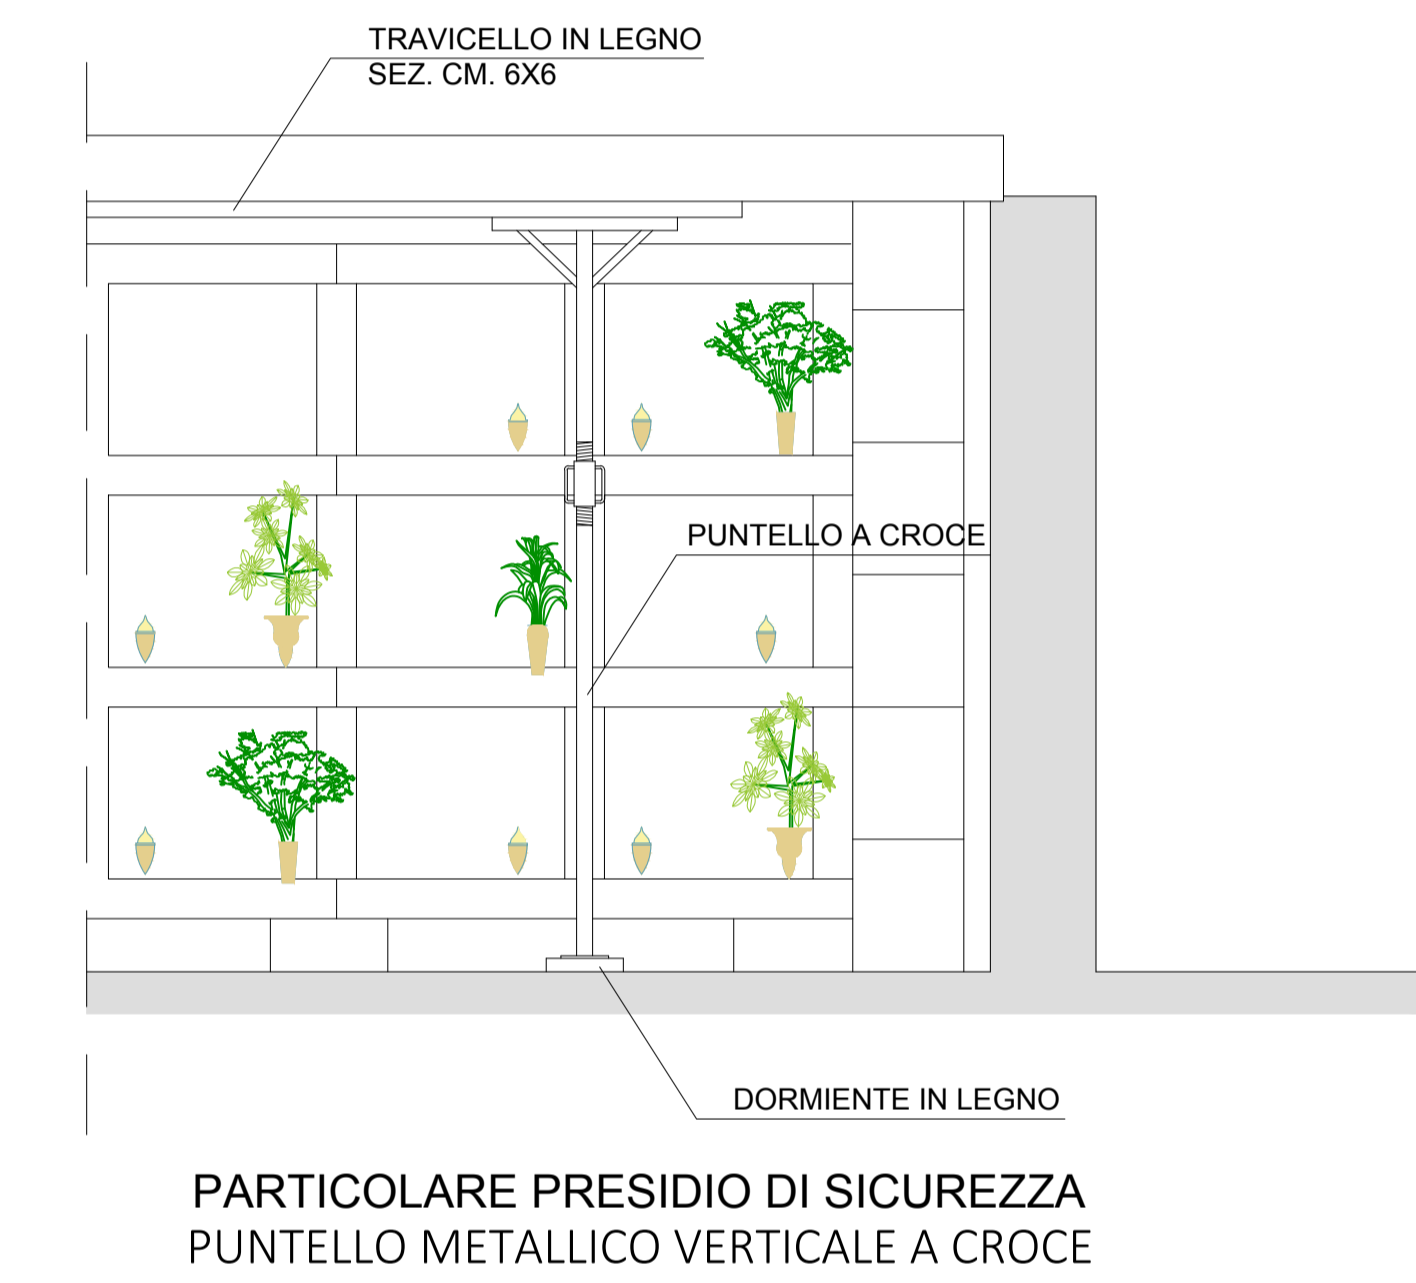 TRAVICELLO IN LEGNO
SEZ. CM. 6X6
PUNTELLO A CROCE
DORMIENTE IN LEGNO
PARTICOLARE PRESIDIO DI SICUREZZA
PUNTELLO METALLICO VERTICALE A CROCE